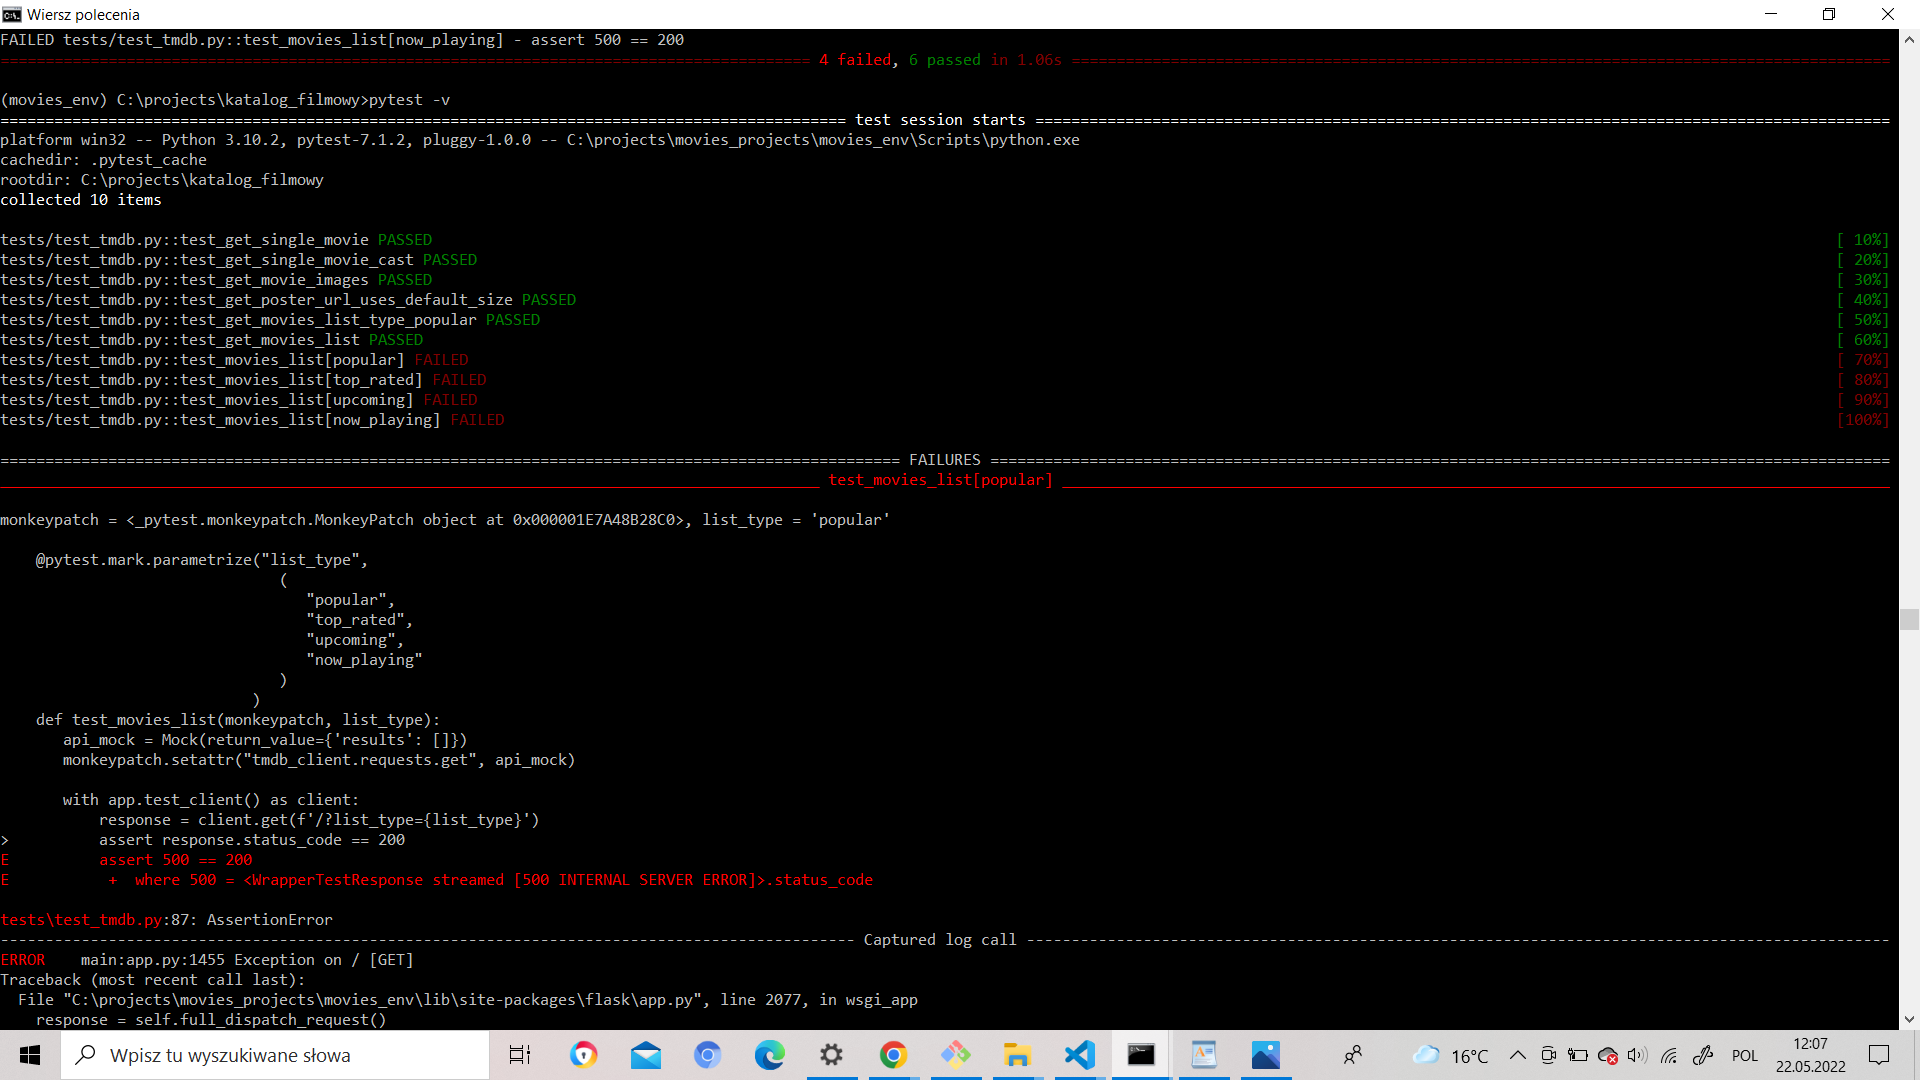 Wiersz polecenia
FAILED tests/test_tmdb.py::test_movies_list[now_playing] - assert 500 == 200
4 failed, 6 passed in 1.06s
(movies_env) C:\projects\katalog_filmowy>pytest -v
test session starts
platform win32 -- Python 3.10.2, pytest-7.1.2, pluggy-1.0.0 -- C:\projects\movies_projects\movies_env\Scripts\python.exe
cachedir: .pytest_cache
rootdir: C:\projects\katalog_filmowy
collected 10 items
tests/test_tmdb.py::test_get_single_movie PASSED [ 10%]
tests/test_tmdb.py::test_get_single_movie_cast PASSED [ 20%]
tests/test_tmdb.py::test_get_movie_images PASSED [ 30%]
tests/test_tmdb.py::test_get_poster_url_uses_default_size PASSED [ 40%]
tests/test_tmdb.py::test_get_movies_list_type_popular PASSED [ 50%]
tests/test_tmdb.py::test_get_movies_list PASSED [ 60%]
tests/test_tmdb.py::test_movies_list[popular] FAILED [ 70%]
tests/test_tmdb.py::test_movies_list[top_rated] FAILED [ 80%]
tests/test_tmdb.py::test_movies_list[upcoming] FAILED [ 90%]
tests/test_tmdb.py::test_movies_list[now_playing] FAILED [100%]
FAILURES
test_movies_list[popular]
monkeypatch = <_pytest.monkeypatch.MonkeyPatch object at 0x000001E7A48B28C0>, list_type = 'popular'
@pytest.mark.parametrize("list_type",
(
"popular",
"top_rated",
"upcoming",
"now_playing"
)
)
def test_movies_list(monkeypatch, list_type):
api_mock = Mock(return_value={'results': []})
monkeypatch.setattr("tmdb_client.requests.get", api_mock)
with app.test_client() as client:
response = client.get(f'/?list_type={list_type}')
> assert response.status_code == 200
E assert 500 == 200
E + where 500 = <WrapperTestResponse streamed [500 INTERNAL SERVER ERROR]>.status_code
tests\test_tmdb.py:87: AssertionError
Captured log call
ERROR main:app.py:1455 Exception on / [GET]
Traceback (most recent call last):
File "C:\projects\movies_projects\movies_env\lib\site-packages\flask\app.py", line 2077, in wsgi_app
response = self.full_dispatch_request()
Wpisz tu wyszukiwane słowa
16°C
POL
12:07
22.05.2022